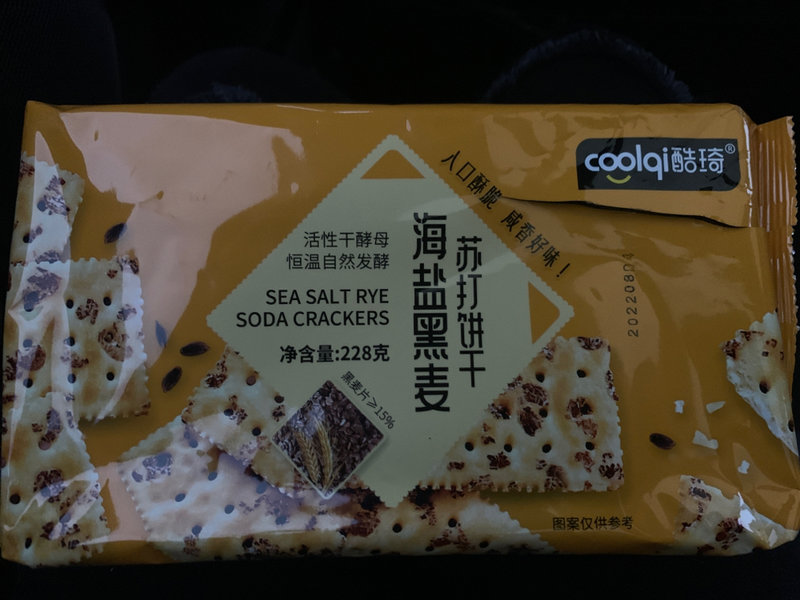 coolqi酷琦®
入口酥脆 咸香好味！
海盐黑麦
苏打饼干
活性干酵母
恒温自然发酵
SEA SALT RYE
SODA CRACKERS
净含量:228克
黑麦片≥15%
20220804
图案仅供参考